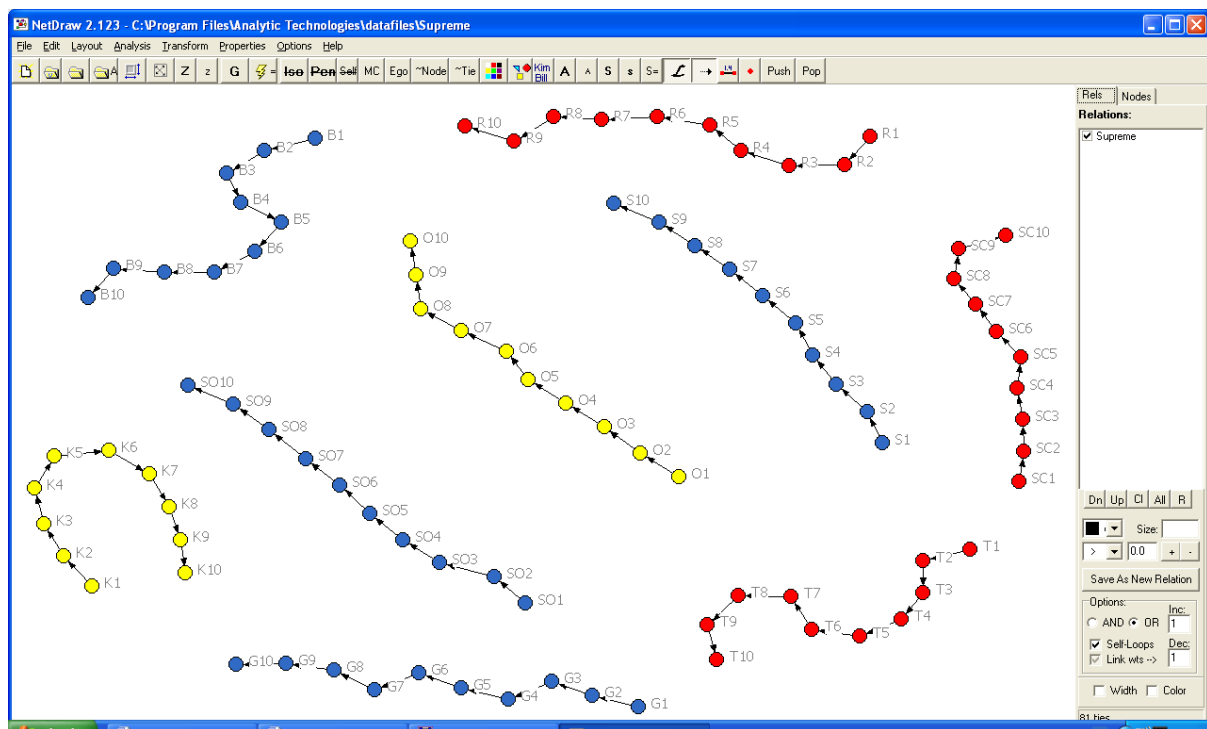 NetDraw 2.123 - C:\Program Files\Analytic Technologies\datafiles\Supreme
File Edit Layout Analysis Transform Properties Options Help
A Z z G = Iso Pen Self MC Ego ~Node ~Tie Kim Bill A A S s S= L Push Pop
Rels Nodes
Relations:
Supreme
B1
B2
B3
B4
B5
B6
B7
B8
B9
B10
R10
R9
R8
R7
R6
R5
R4
R3
R2
R1
S10
S9
S8
S7
S6
S5
S4
S3
S2
S1
SC10
SC9
SC8
SC7
SC6
SC5
SC4
SC3
SC2
SC1
O10
O9
O8
O7
O6
O5
O4
O3
O2
O1
SO10
SO9
SO8
SO7
SO6
SO5
SO4
SO3
SO2
SO1
K5
K6
K4
K7
K3
K8
K2
K9
K1
K10
T1
T2
T3
T4
T5
T6
T7
T8
T9
T10
G10
G9
G8
G7
G6
G5
G4
G3
G2
G1
Dn Up Cl All R
Size:
> 0.0 + -
Save As New Relation
Options:
AND OR Inc: 1
Self-Loops Dec:
Link wts --> 1
Width Color
81 ties